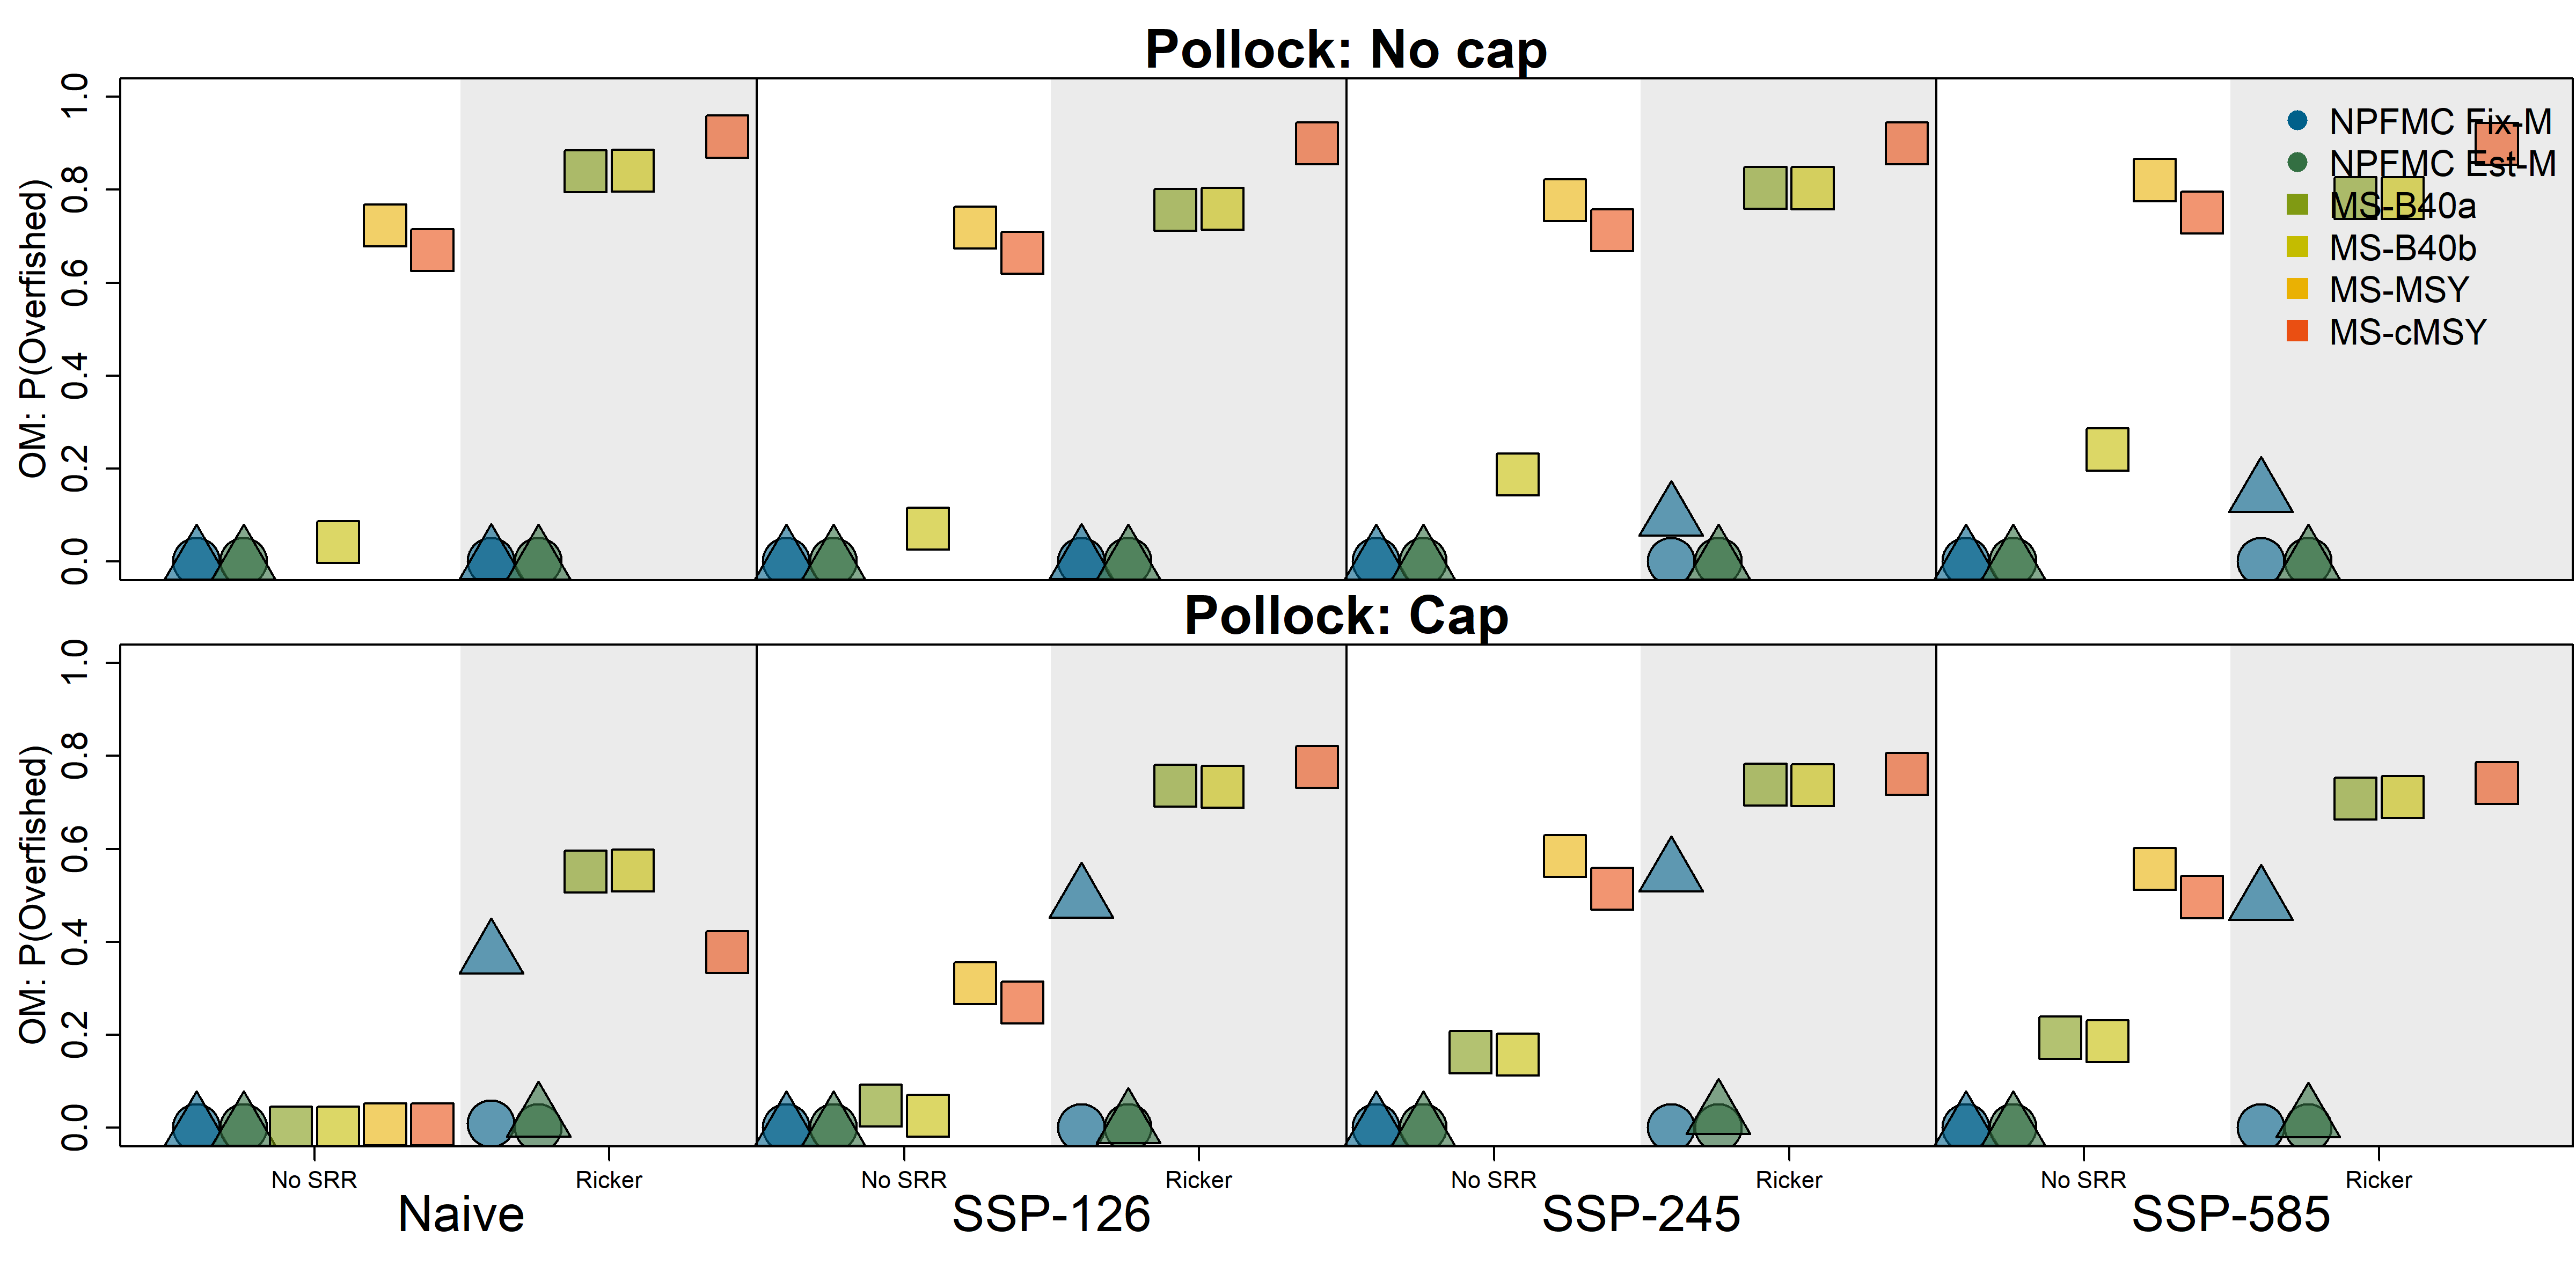 Pollock: No cap
OM: P(Overfished)
1.0
0.8
0.6
0.4
0.2
0.0
NPFMC Fix-M
NPFMC Est-M
MS-B40a
MS-B40b
MS-MSY
MS-cMSY
Pollock: Cap
OM: P(Overfished)
1.0
0.8
0.6
0.4
0.2
0.0
No SRR Ricker No SRR Ricker No SRR Ricker No SRR Ricker
Naive SSP-126 SSP-245 SSP-585